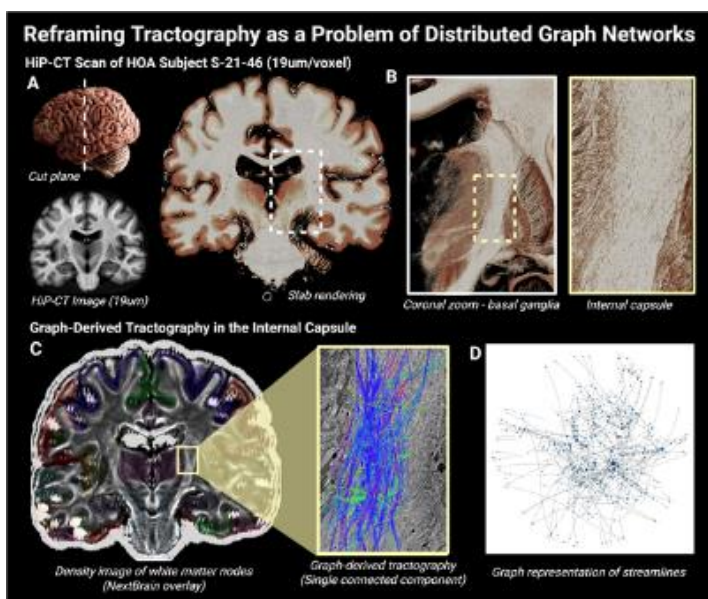 Reframing Tractography as a Problem of Distributed Graph Networks
HiP-CT Scan of HOA Subject S-21-46 (19um/voxel)
A
B
Cut plane
HiP-CT Image (19um)
Slab rendering
Coronal zoom - basal ganglia
Internal capsule
Graph-Derived Tractography in the Internal Capsule
C
D
Density image of white matter nodes
(NextBrain overlay)
Graph-derived tractography
(Single connected component)
Graph representation of streamlines